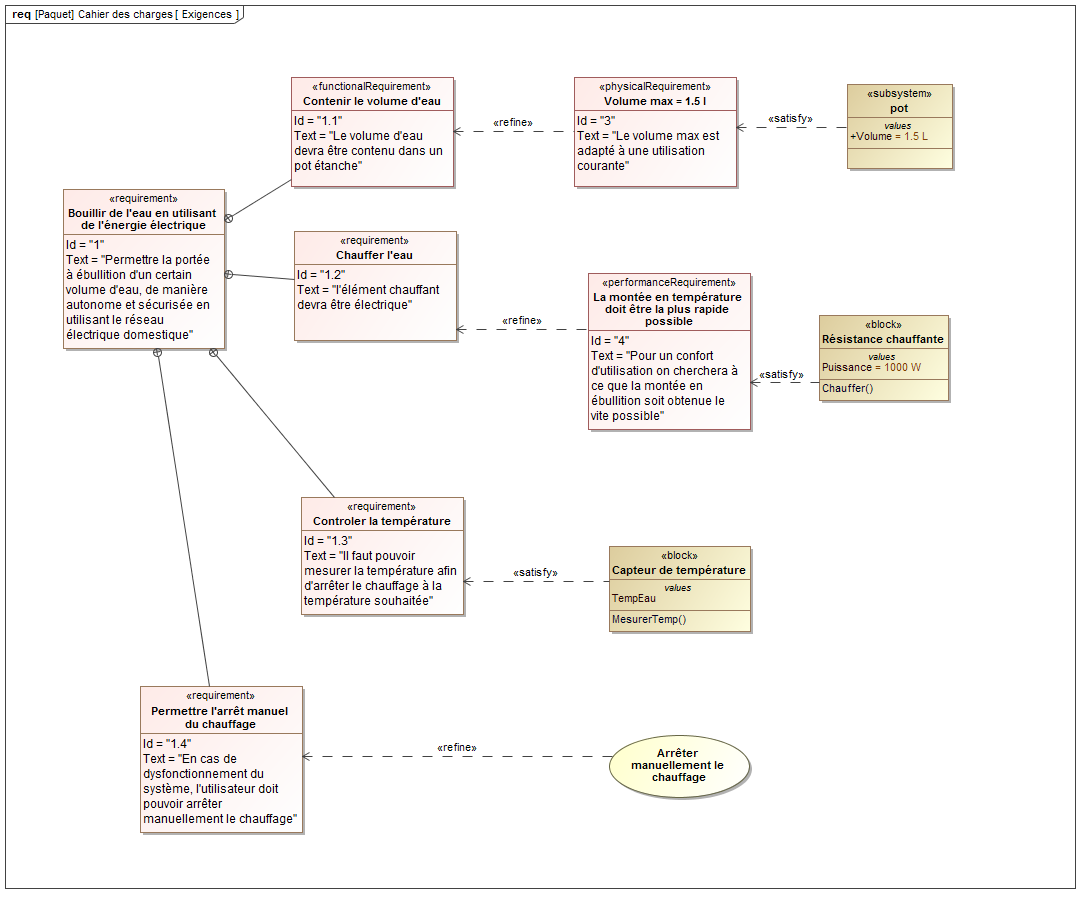 req [Paquet] Cahier des charges [ Exigences ]
«functionalRequirement»
Contenir le volume d'eau
Id = "1.1"
Text = "Le volume d'eau
devra être contenu dans un
pot étanche"
«refine»
«physicalRequirement»
Volume max = 1.5 l
Id = "3"
Text = "Le volume max est
adapté à une utilisation
courante"
«satisfy»
«subsystem»
pot
values
+Volume = 1.5 L
«requirement»
Bouillir de l'eau en utilisant
de l'énergie électrique
Id = "1"
Text = "Permettre la portée
à ébullition d'un certain
volume d'eau, de manière
autonome et sécurisée en
utilisant le réseau
électrique domestique"
«requirement»
Chauffer l'eau
Id = "1.2"
Text = "l'élément chauffant
devra être électrique"
«refine»
«performanceRequirement»
La montée en température
doit être la plus rapide
possible
Id = "4"
Text = "Pour un confort
d'utilisation on cherchera à
ce que la montée en
ébullition soit obtenue le
vite possible"
«satisfy»
«block»
Résistance chauffante
values
Puissance = 1000 W
Chauffer()
«requirement»
Controler la température
Id = "1.3"
Text = "Il faut pouvoir
mesurer la température afin
d'arrêter le chauffage à la
température souhaitée"
«satisfy»
«block»
Capteur de température
values
TempEau
MesurerTemp()
«requirement»
Permettre l'arrêt manuel
du chauffage
Id = "1.4"
Text = "En cas de
dysfonctionnement du
système, l'utilisateur doit
pouvoir arrêter
manuellement le chauffage"
«refine»
Arrêter
manuellement le
chauffage